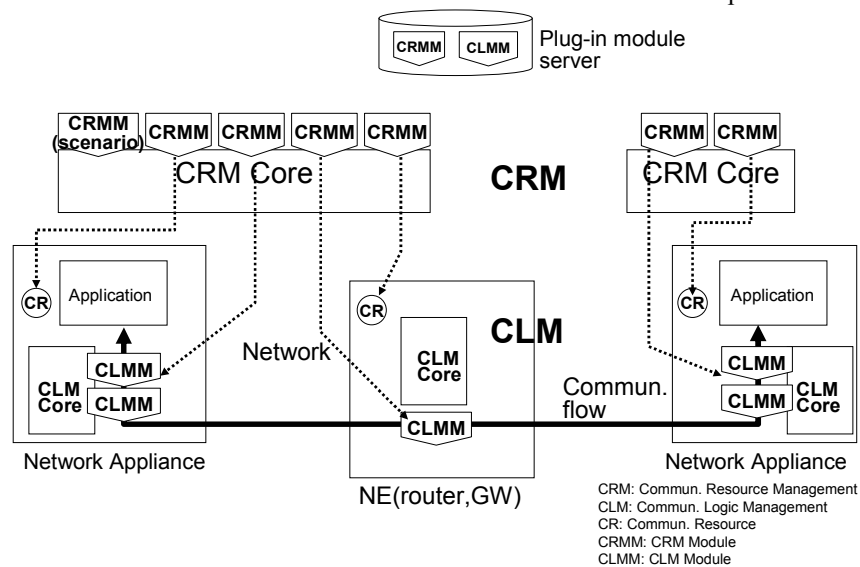 CRMM
CLMM
Plug-in module
server
CRMM
(scenario)
CRMM
CRMM
CRMM
CRMM
CRM Core
CRM
CRMM
CRMM
CRM Core
CR
Application
CLM
Core
CLMM
CLMM
Network Appliance
Network
CR
CLM
Core
CLM
CLMM
NE(router,GW)
Commun.
flow
CR
Application
CLMM
CLMM
CLM
Core
Network Appliance
CRM: Commun. Resource Management
CLM: Commun. Logic Management
CR: Commun. Resource
CRMM: CRM Module
CLMM: CLM Module